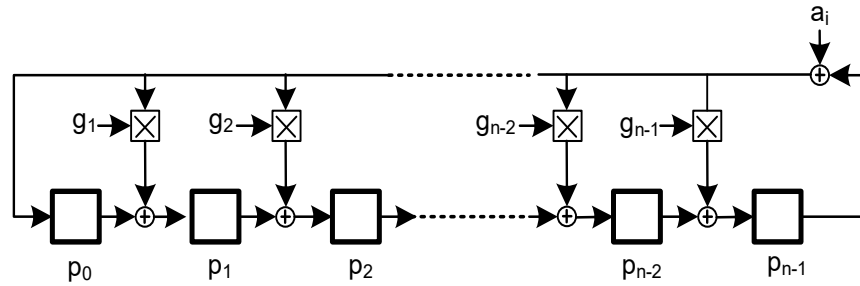 aᵢ
g₁ g₂ gₙ₋₂ gₙ₋₁
p₀ p₁ p₂ pₙ₋₂ pₙ₋₁